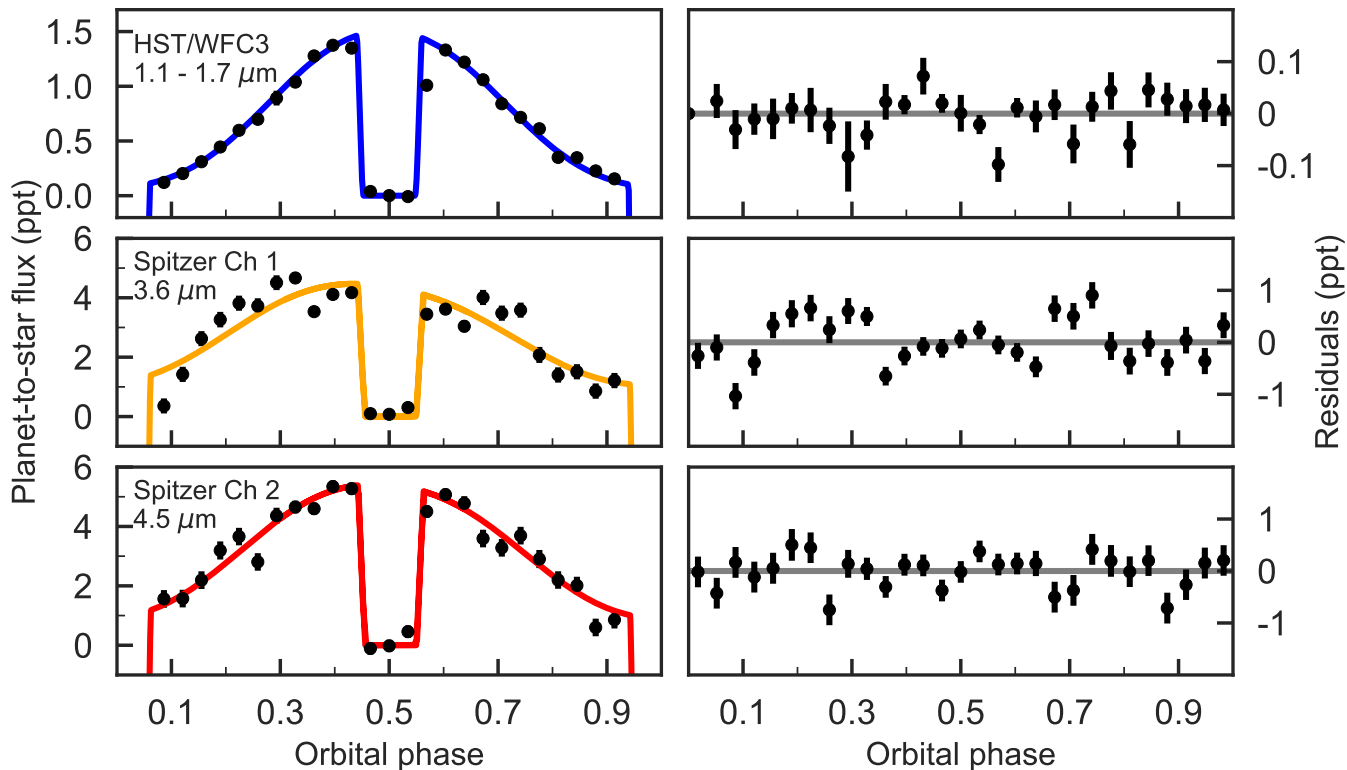 Planet-to-star flux (ppt)
1.5
1.0
0.5
0.0
HST/WFC3
1.1 - 1.7 μm
0.1
0
-0.1
6
4
2
0
Spitzer Ch 1
3.6 μm
1
0
-1
Residuals (ppt)
6
4
2
0
Spitzer Ch 2
4.5 μm
1
0
-1
0.1 0.3 0.5 0.7 0.9
0.1 0.3 0.5 0.7 0.9
Orbital phase
Orbital phase